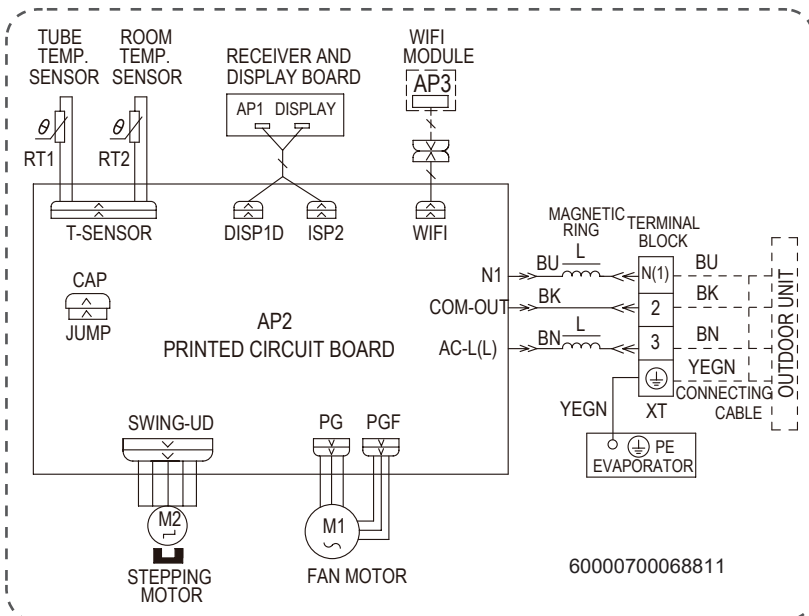 TUBE
TEMP.
SENSOR
ROOM
TEMP.
SENSOR
RECEIVER AND
DISPLAY BOARD
WIFI
MODULE
AP1 DISPLAY
AP3
θ
RT1
θ
RT2
T-SENSOR
DISP1D
ISP2
WIFI
MAGNETIC
RING
TERMINAL
BLOCK
CAP
JUMP
AP2
PRINTED CIRCUIT BOARD
N1
BU
L
N(1)
BU
COM-OUT
BK
2
BK
AC-L(L)
BN
L
3
BN
YEGN
OUTDOOR UNIT
XT
CONNECTING
CABLE
YEGN
PE
EVAPORATOR
SWING-UD
PG
PGF
M2
M1
STEPPING
MOTOR
FAN MOTOR
60000700068811